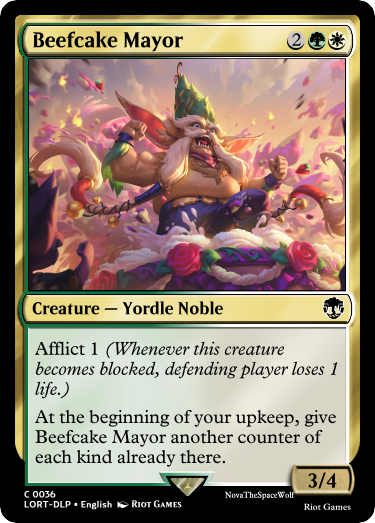 Beefcake Mayor 2
Creature — Yordle Noble
Afflict 1 (Whenever this creature
becomes blocked, defending player loses 1
life.)
At the beginning of your upkeep, give
Beefcake Mayor another counter of
each kind already there.
3/4
C 0036
LORT-DLP • English Riot Games
NovaTheSpaceWolf
Riot Games